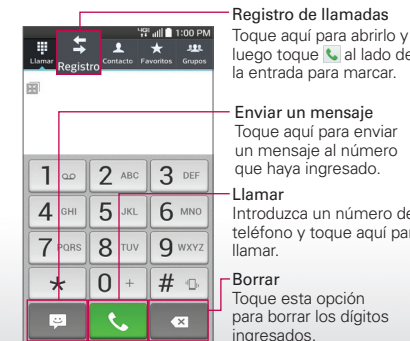 Registro de llamadas
Toque aquí para abrirlo y
luego toque al lado de
la entrada para marcar.
4G 1:00 PM
Llamar Registro Contacto Favoritos Grupos
Enviar un mensaje
Toque aquí para enviar
un mensaje al número
que haya ingresado.
1 2 ABC 3 DEF
4 GHI 5 JKL 6 MNO
7 PQRS 8 TUV 9 WXYZ
* 0 + #
Llamar
Introduzca un número de
teléfono y toque aquí para
llamar.
Borrar
Toque esta opción
para borrar los dígitos
ingresados.